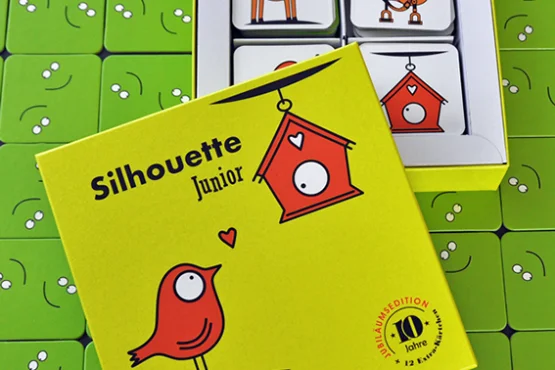 Silhouette
Junior
JUBILÄUMSEDITION
10
Jahre
+ 12 Extra-Kärtchen